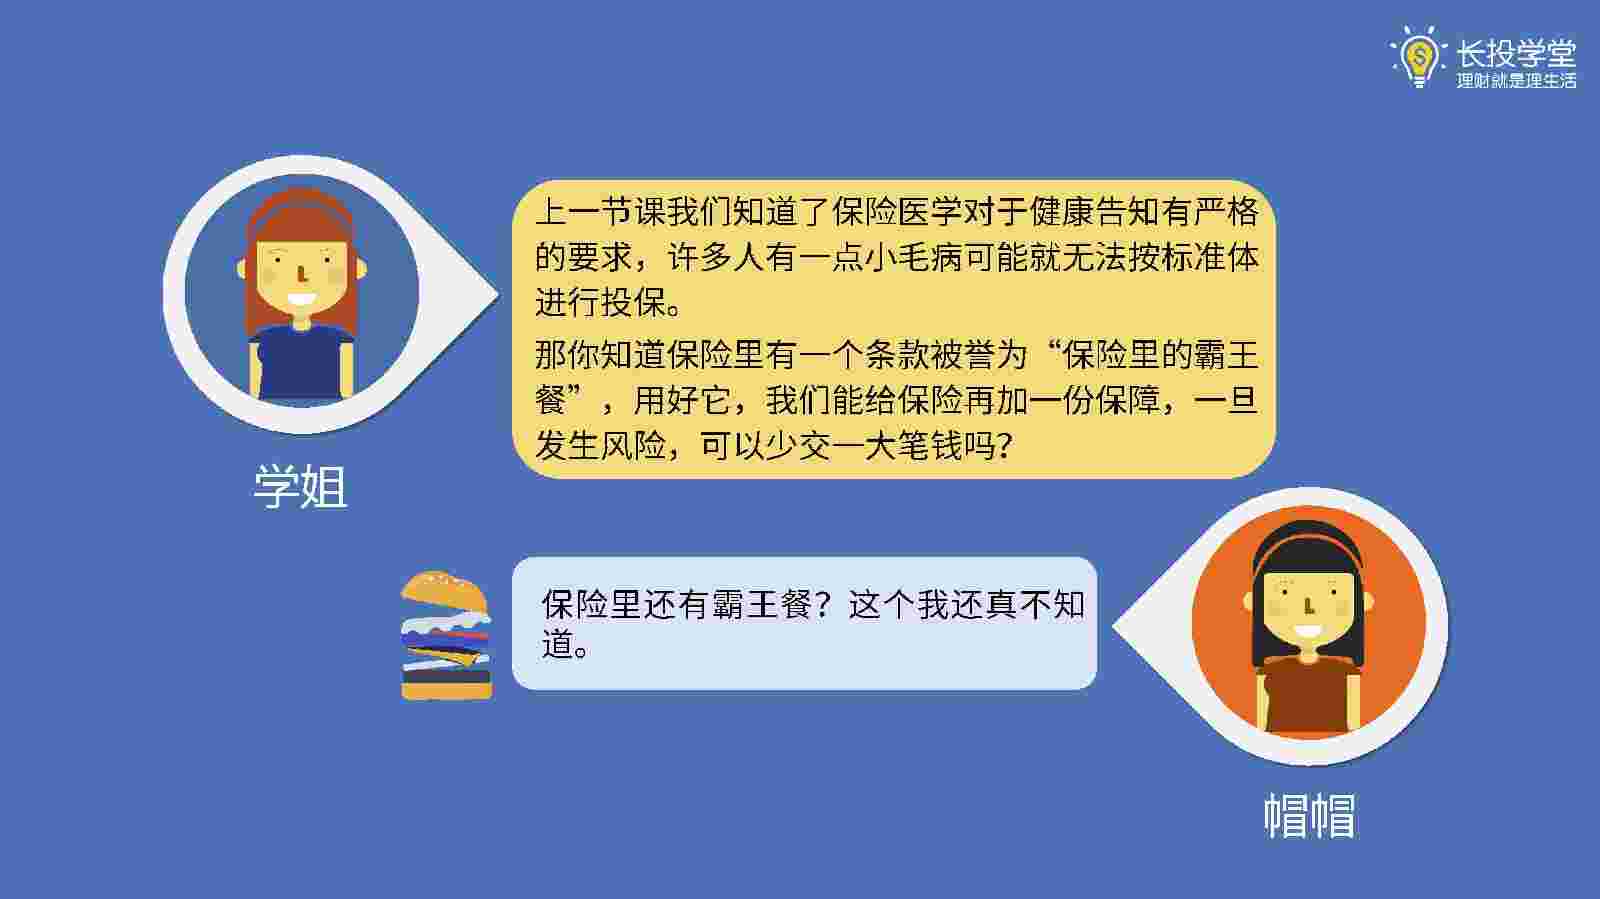 长投学堂
理财就是理生活
上一节课我们知道了保险医学对于健康告知有严格
的要求，许多人有一点小毛病可能就无法按标准体
进行投保。
那你知道保险里有一个条款被誉为“保险里的霸王
餐”，用好它，我们能给保险再加一份保障，一旦
发生风险，可以少交一大笔钱吗？
学姐
保险里还有霸王餐？这个我还真不知
道。
帽帽